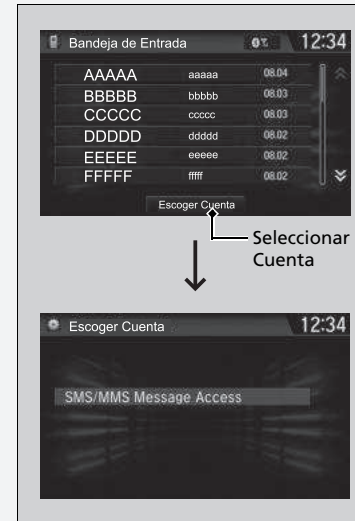 Bandeja de Entrada 12:34
AAAAA aaaaa 08.04
BBBBB bbbbb 08.03
CCCCC ccccc 08.03
DDDDD ddddd 08.02
EEEEE eeeee 08.02
FFFFF fffff 08.02
Escoger Cuenta
Seleccionar
Cuenta
Escoger Cuenta 12:34
SMS/MMS Message Access